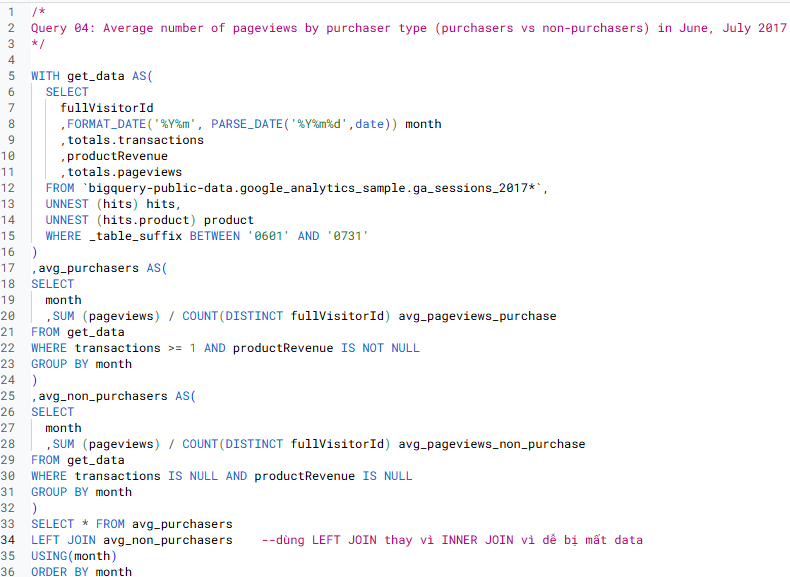 1 /*
2 Query 04: Average number of pageviews by purchaser type (purchasers vs non-purchasers) in June, July 2017
3 */
4
5 WITH get_data AS(
6 SELECT
7 fullVisitorId
8 ,FORMAT_DATE('%Y%m', PARSE_DATE('%Y%m%d',date)) month
9 ,totals.transactions
10 ,productRevenue
11 ,totals.pageviews
12 FROM `bigquery-public-data.google_analytics_sample.ga_sessions_2017*`,
13 UNNEST (hits) hits,
14 UNNEST (hits.product) product
15 WHERE _table_suffix BETWEEN '0601' AND '0731'
16 )
17 ,avg_purchasers AS(
18 SELECT
19 month
20 ,SUM (pageviews) / COUNT(DISTINCT fullVisitorId) avg_pageviews_purchase
21 FROM get_data
22 WHERE transactions >= 1 AND productRevenue IS NOT NULL
23 GROUP BY month
24 )
25 ,avg_non_purchasers AS(
26 SELECT
27 month
28 ,SUM (pageviews) / COUNT(DISTINCT fullVisitorId) avg_pageviews_non_purchase
29 FROM get_data
30 WHERE transactions IS NULL AND productRevenue IS NULL
31 GROUP BY month
32 )
33 SELECT * FROM avg_purchasers
34 LEFT JOIN avg_non_purchasers --dùng LEFT JOIN thay vì INNER JOIN vì dễ bị mất data
35 USING(month)
36 ORDER BY month